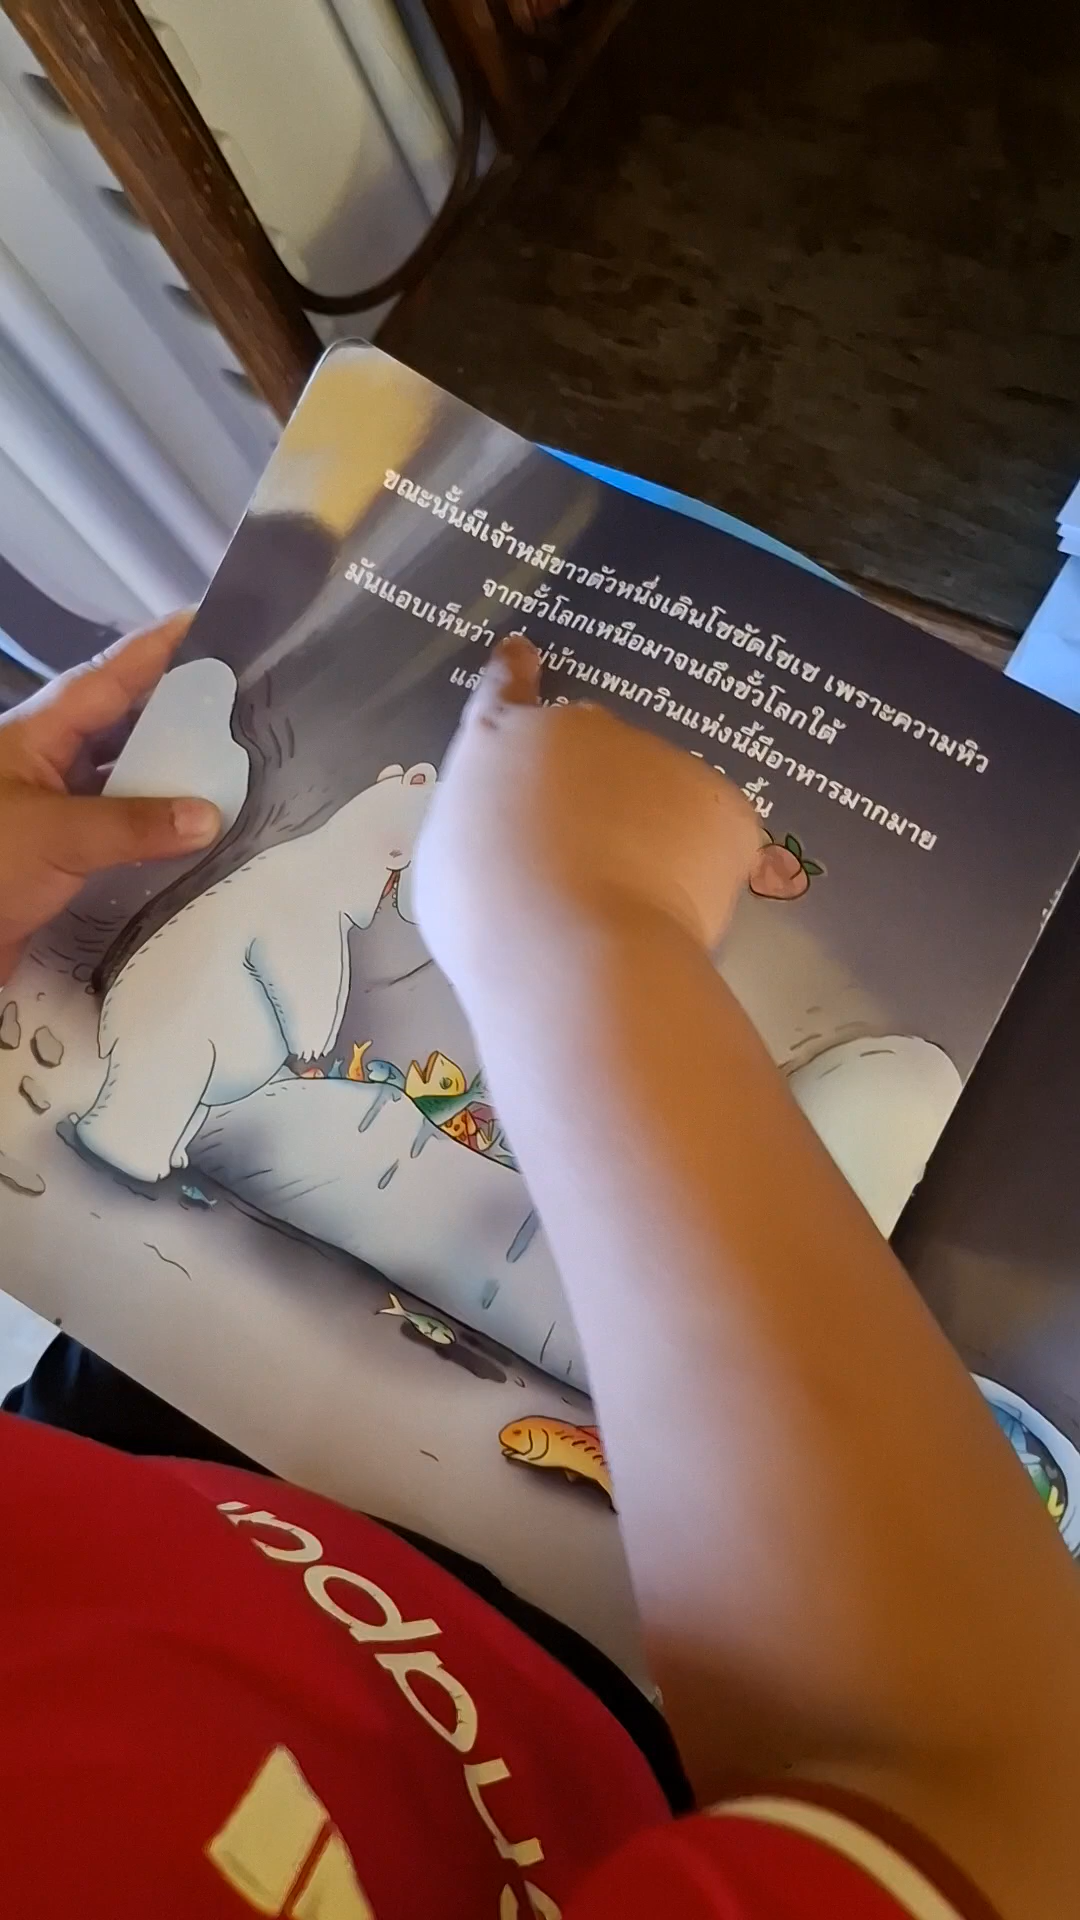 ขณะนั้นมีเจ้าหมีขาวตัวหนึ่งเดินโซซัดโซเซ เพราะความหิว
จากขั้วโลกเหนือมาจนถึงขั้วโลกใต้
มันแอบเห็นว่า บ้านเพนกวินแห่งนี้มีอาหารมากมาย
ขึ้น
adidas